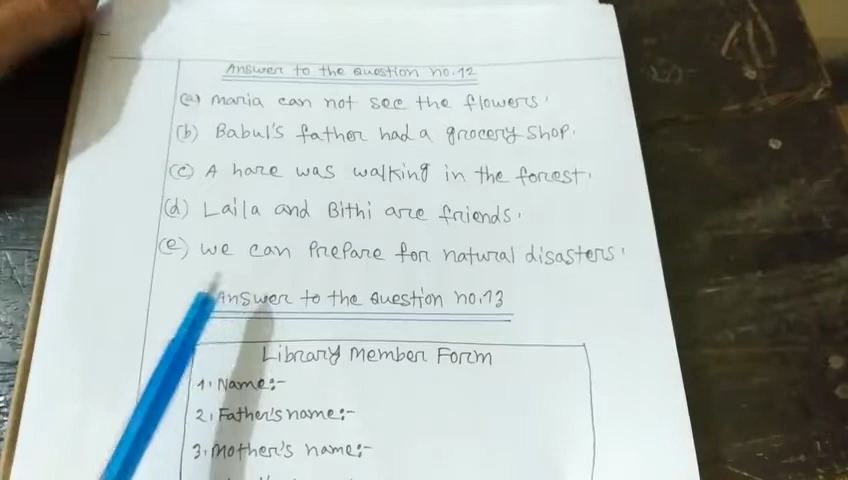 Answer to the question no.12
(a) Maria can not see the flowers.
(b) Babul's father had a grocery shop.
(c) A hare was walking in the forest.
(d) Laila and Bithi are friends.
(e) we can prepare for natural disasters.
Answer to the question no.13
Library Member Form
1. Name:-
2. Father's name:-
3. Mother's name:-